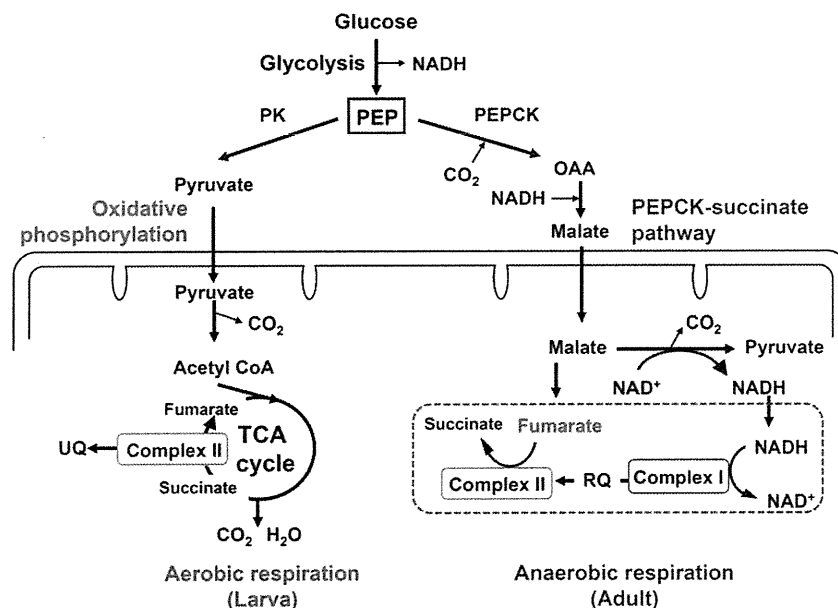 Glucose
Glycolysis
NADH
PK
PEP
PEPCK
CO2
OAA
Pyruvate
NADH
Oxidative
phosphorylation
Malate
PEPCK-succinate
pathway
Pyruvate
CO2
CO2
Malate
Pyruvate
Acetyl CoA
NAD+
NADH
Fumarate
Succinate
Fumarate
UQ
Complex II
TCA
cycle
NADH
Succinate
Complex II
RQ
Complex I
NAD+
CO2 H2O
Aerobic respiration
(Larva)
Anaerobic respiration
(Adult)